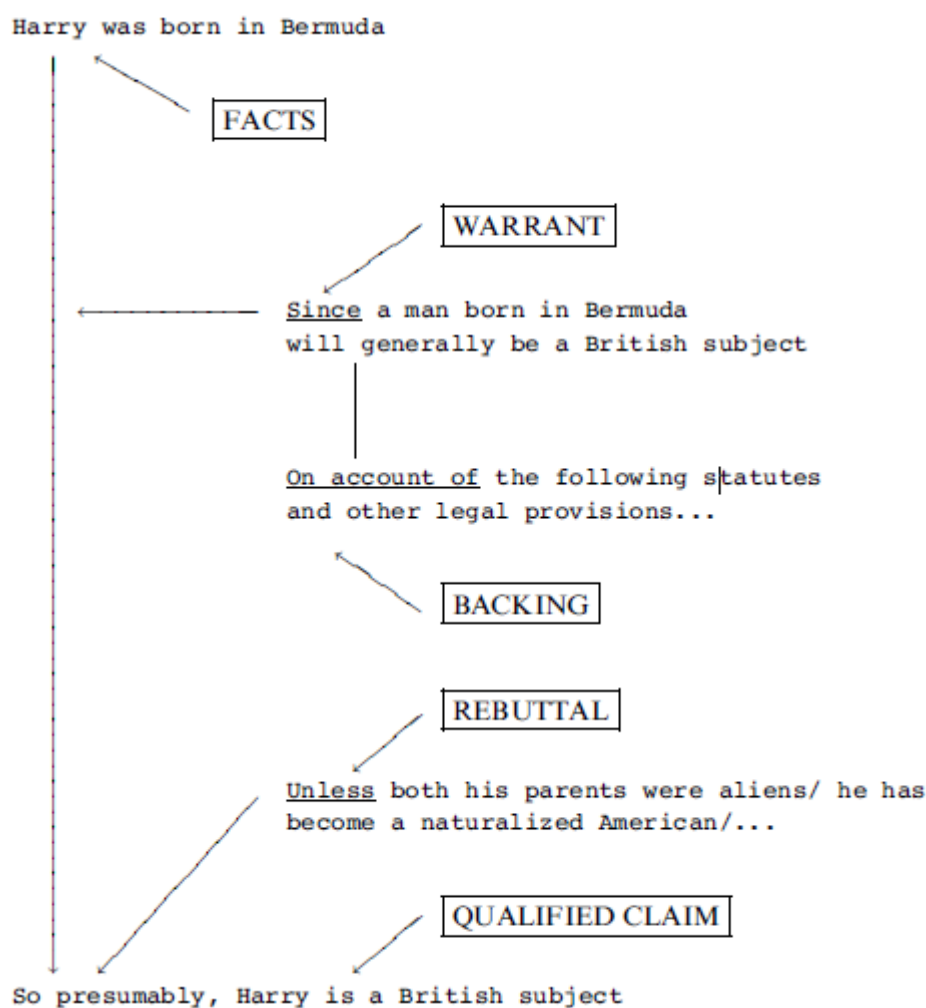 Harry was born in Bermuda
FACTS
WARRANT
Since a man born in Bermuda
will generally be a British subject
On account of the following statutes
and other legal provisions...
BACKING
REBUTTAL
Unless both his parents were aliens/ he has
become a naturalized American/...
QUALIFIED CLAIM
So presumably, Harry is a British subject